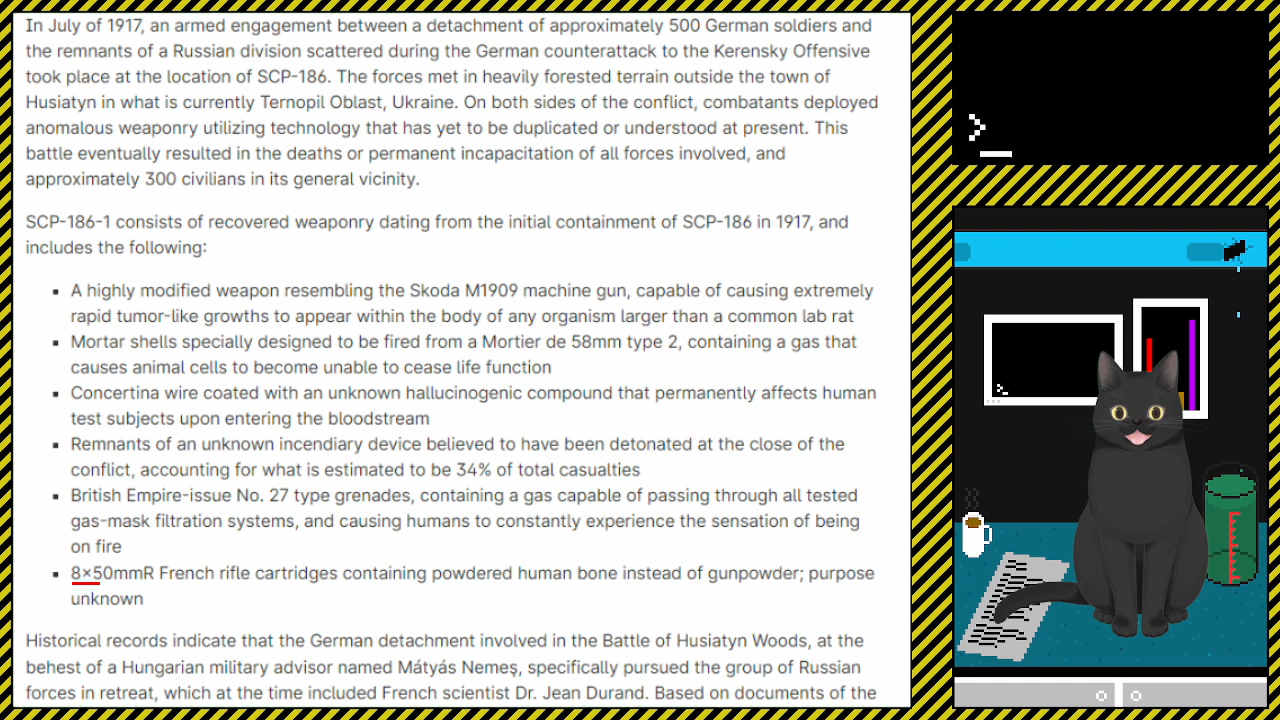 In July of 1917, an armed engagement between a detachment of approximately 500 German soldiers and
the remnants of a Russian division scattered during the German counterattack to the Kerensky Offensive
took place at the location of SCP-186. The forces met in heavily forested terrain outside the town of
Husiatyn in what is currently Ternopil Oblast, Ukraine. On both sides of the conflict, combatants deployed
anomalous weaponry utilizing technology that has yet to be duplicated or understood at present. This
battle eventually resulted in the deaths or permanent incapacitation of all forces involved, and
approximately 300 civilians in its general vicinity.
SCP-186-1 consists of recovered weaponry dating from the initial containment of SCP-186 in 1917, and
includes the following:
▪ A highly modified weapon resembling the Skoda M1909 machine gun, capable of causing extremely
rapid tumor-like growths to appear within the body of any organism larger than a common lab rat
▪ Mortar shells specially designed to be fired from a Mortier de 58mm type 2, containing a gas that
causes animal cells to become unable to cease life function
▪ Concertina wire coated with an unknown hallucinogenic compound that permanently affects human
test subjects upon entering the bloodstream
▪ Remnants of an unknown incendiary device believed to have been detonated at the close of the
conflict, accounting for what is estimated to be 34% of total casualties
▪ British Empire-issue No. 27 type grenades, containing a gas capable of passing through all tested
gas-mask filtration systems, and causing humans to constantly experience the sensation of being
on fire
▪ 8×50mmR French rifle cartridges containing powdered human bone instead of gunpowder; purpose
unknown
Historical records indicate that the German detachment involved in the Battle of Husiatyn Woods, at the
behest of a Hungarian military advisor named Mátyás Nemeş, specifically pursued the group of Russian
forces in retreat, which at the time included French scientist Dr. Jean Durand. Based on documents of the
>_
>_